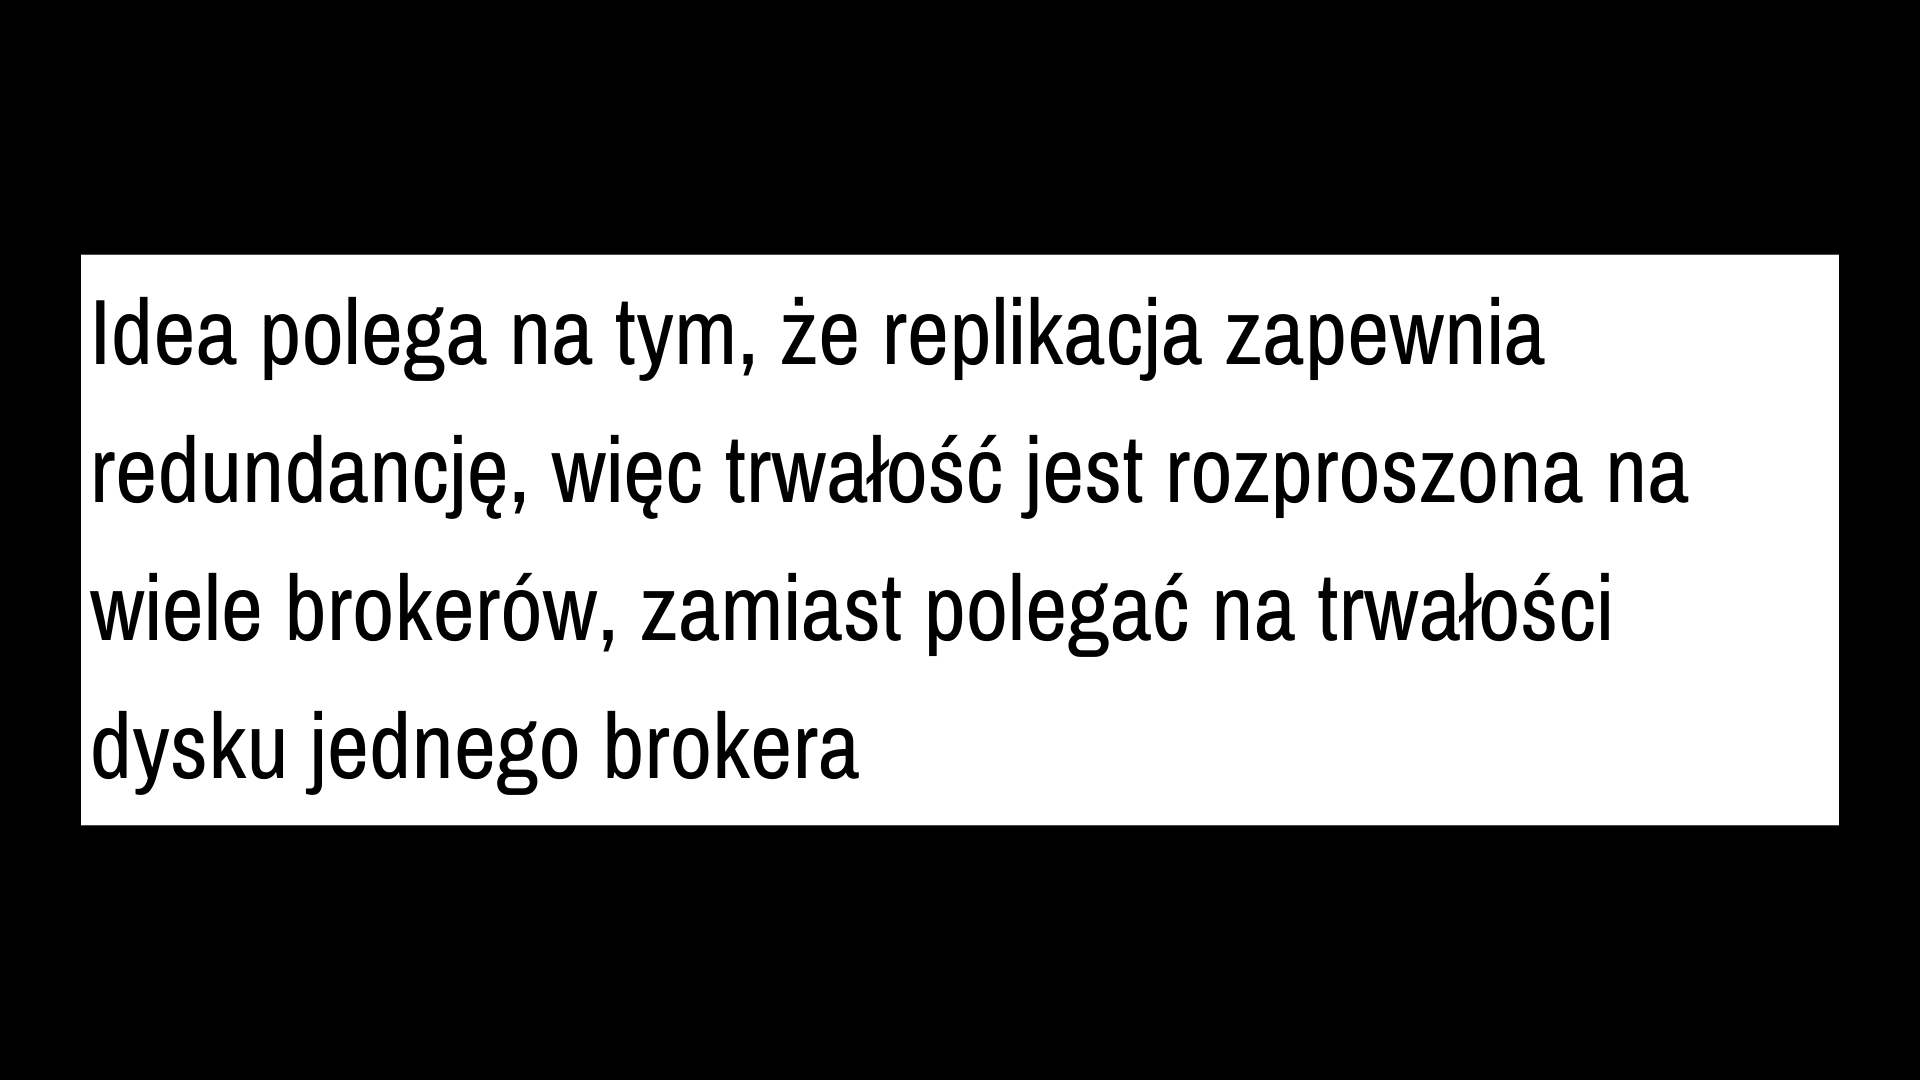 Idea polega na tym, że replikacja zapewnia
redundancję, więc trwałość jest rozproszona na
wiele brokerów, zamiast polegać na trwałości
dysku jednego brokera